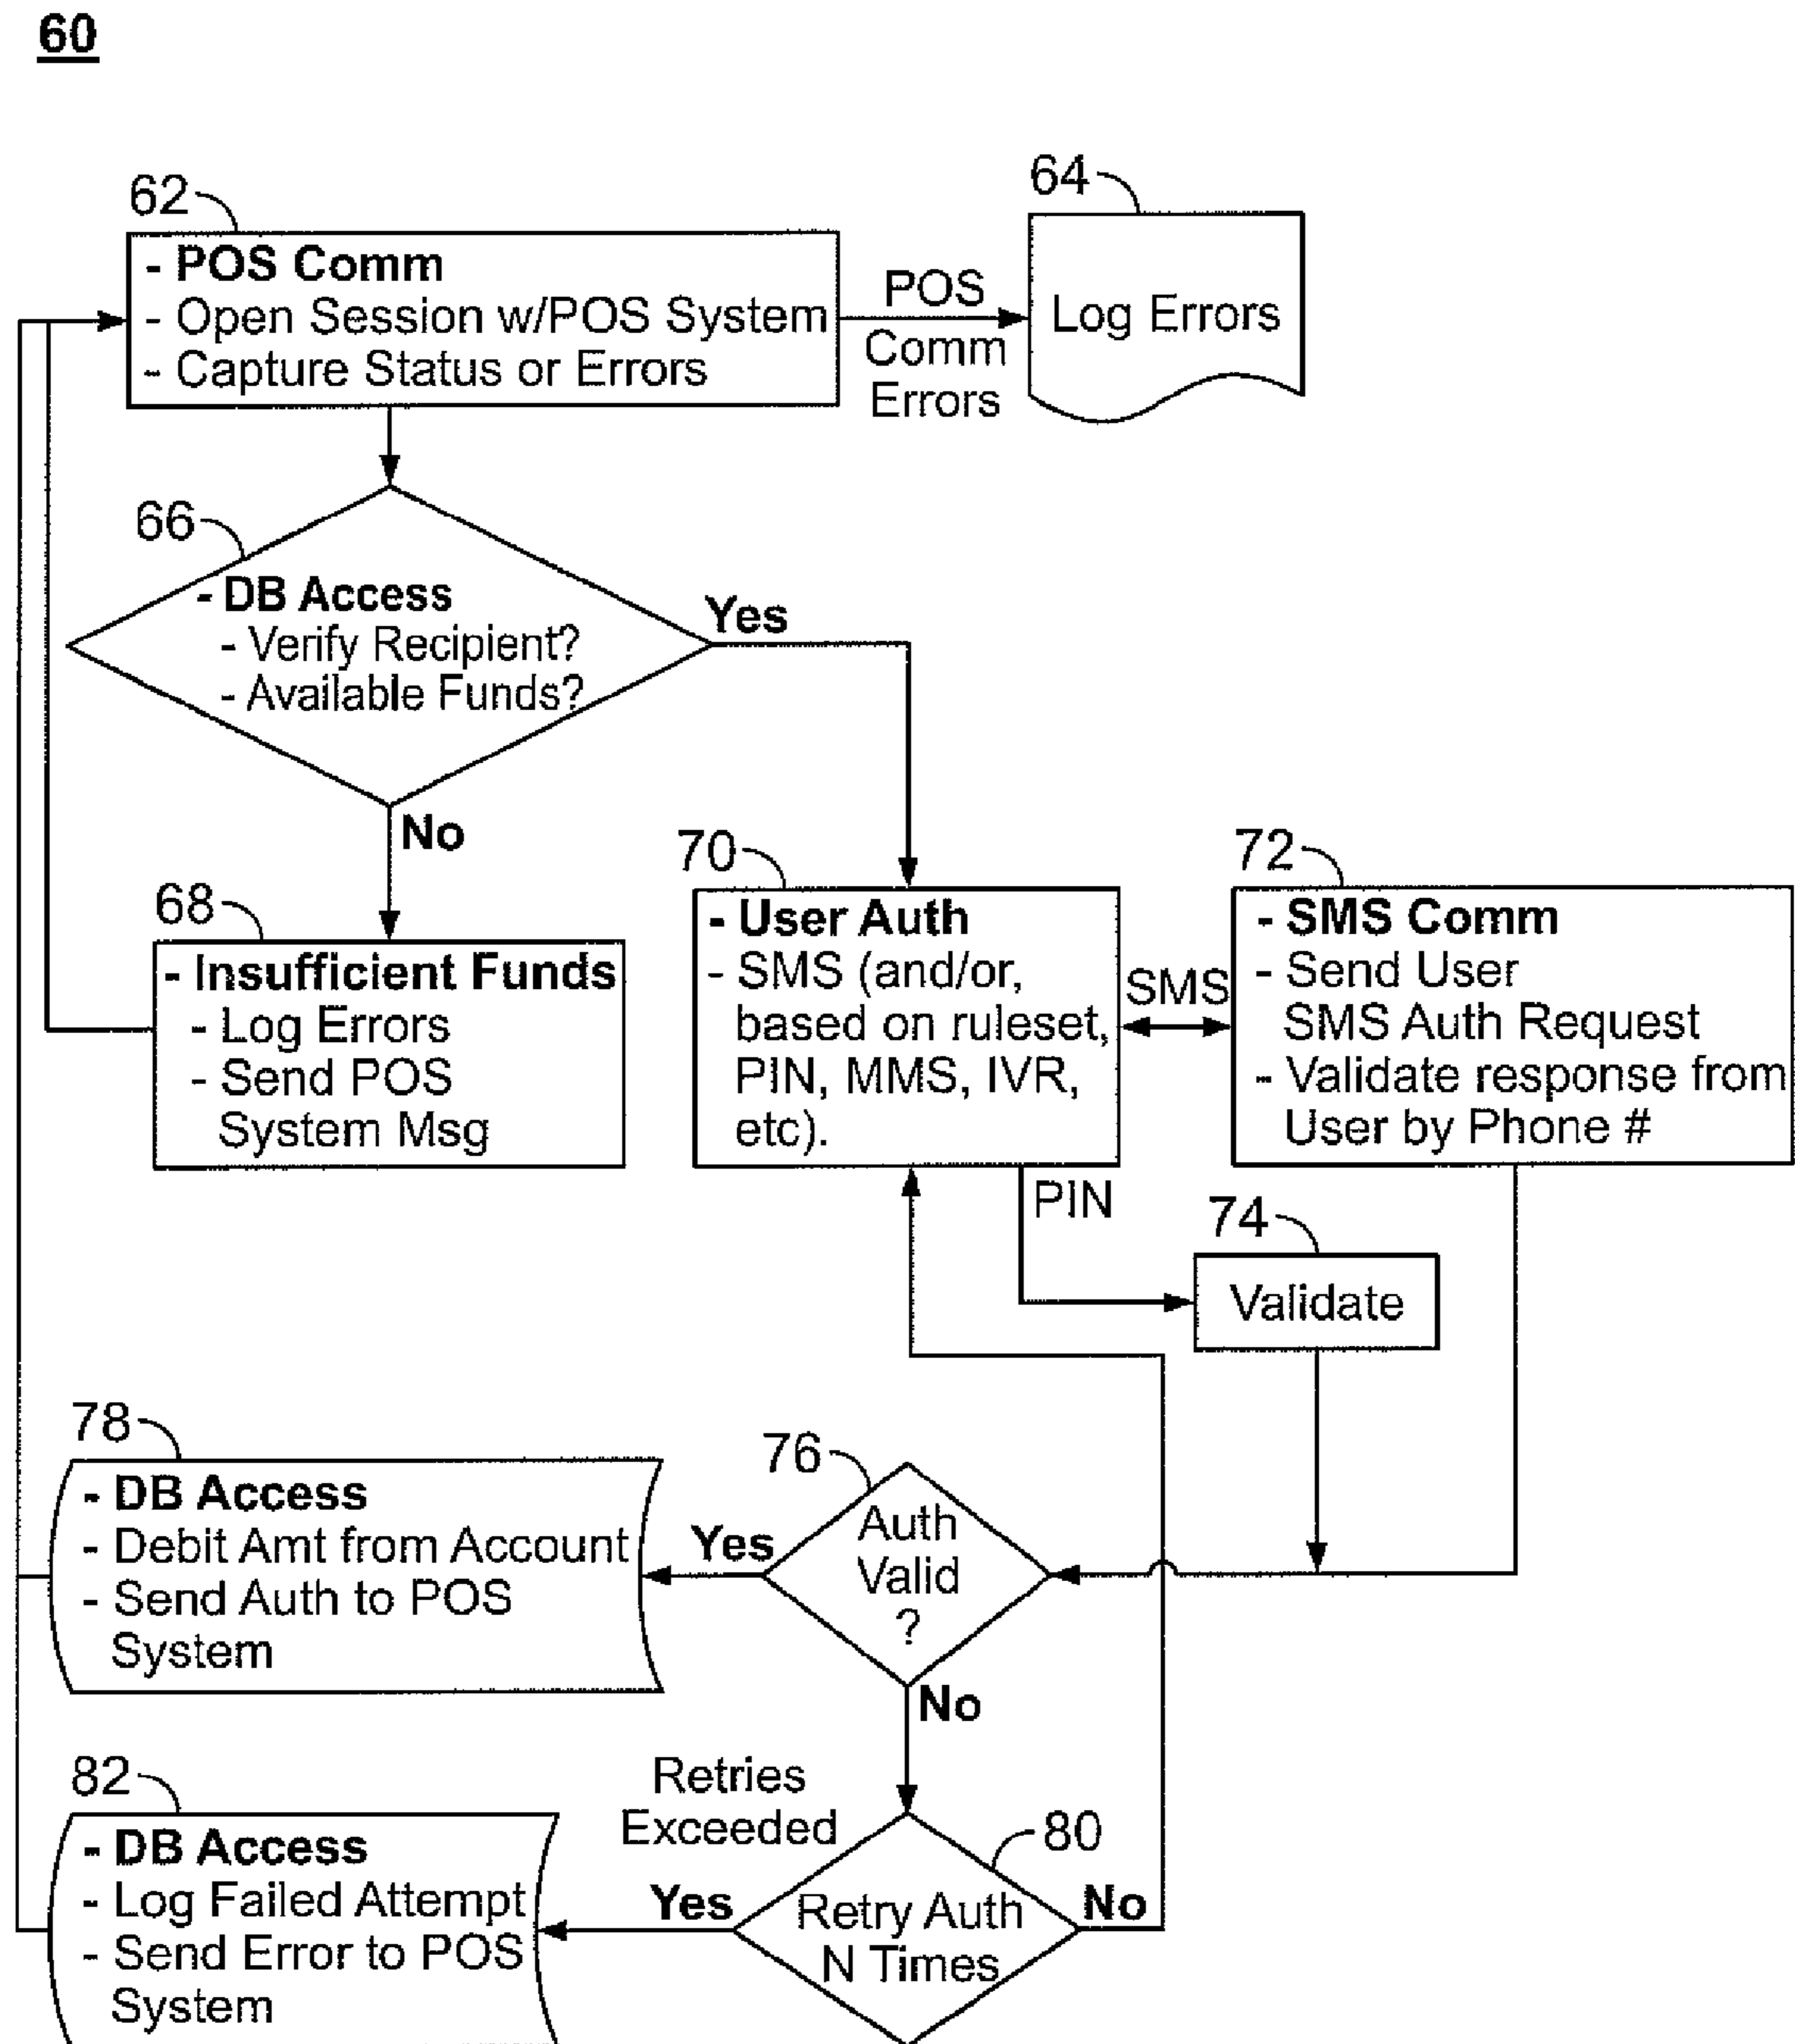 60
62
- POS Comm
- Open Session w/POS System
- Capture Status or Errors
POS
Comm
Errors
64
Log Errors
66
- DB Access
- Verify Recipient?
- Available Funds?
Yes
No
68
- Insufficient Funds
- Log Errors
- Send POS
System Msg
70
- User Auth
- SMS (and/or,
based on ruleset,
PIN, MMS, IVR,
etc).
SMS
72
- SMS Comm
- Send User
SMS Auth Request
- Validate response from
User by Phone #
PIN
74
Validate
76
Auth
Valid
?
Yes
78
- DB Access
- Debit Amt from Account
- Send Auth to POS
System
No
80
Retry Auth
N Times
No
Retries
Exceeded
Yes
82
- DB Access
- Log Failed Attempt
- Send Error to POS
System